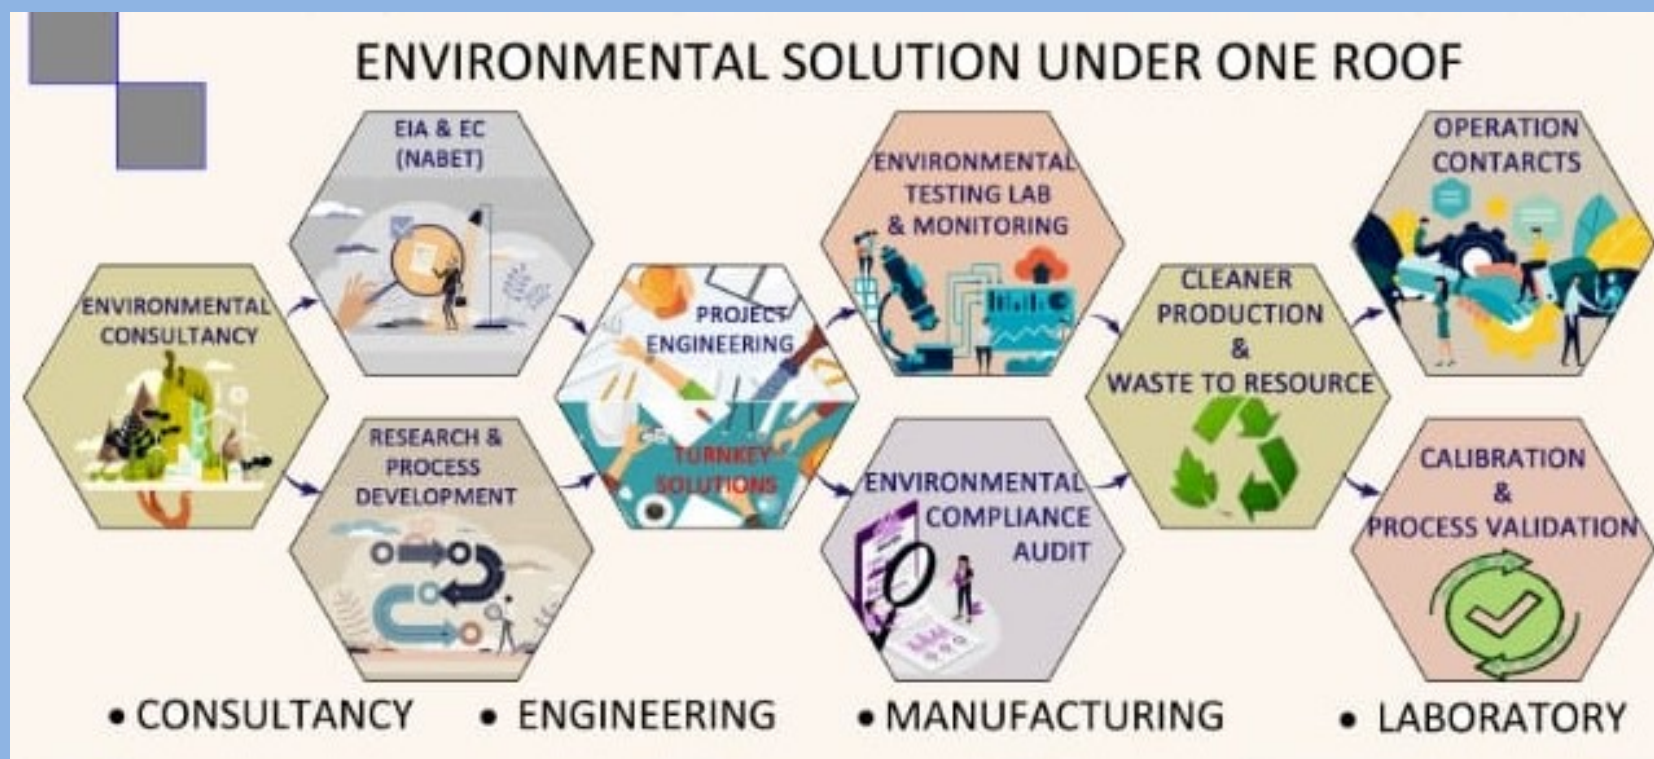 ENVIRONMENTAL SOLUTION UNDER ONE ROOF
ENVIRONMENTAL
CONSULTANCY
EIA & EC
(NABET)
RESEARCH &
PROCESS
DEVELOPMENT
PROJECT
ENGINEERING
TURNKEY
SOLUTIONS
ENVIRONMENTAL
TESTING LAB
& MONITORING
ENVIRONMENTAL
COMPLIANCE
AUDIT
CLEANER
PRODUCTION
&
WASTE TO RESOURCE
OPERATION
CONTARCTS
CALIBRATION
&
PROCESS VALIDATION
• CONSULTANCY • ENGINEERING • MANUFACTURING • LABORATORY